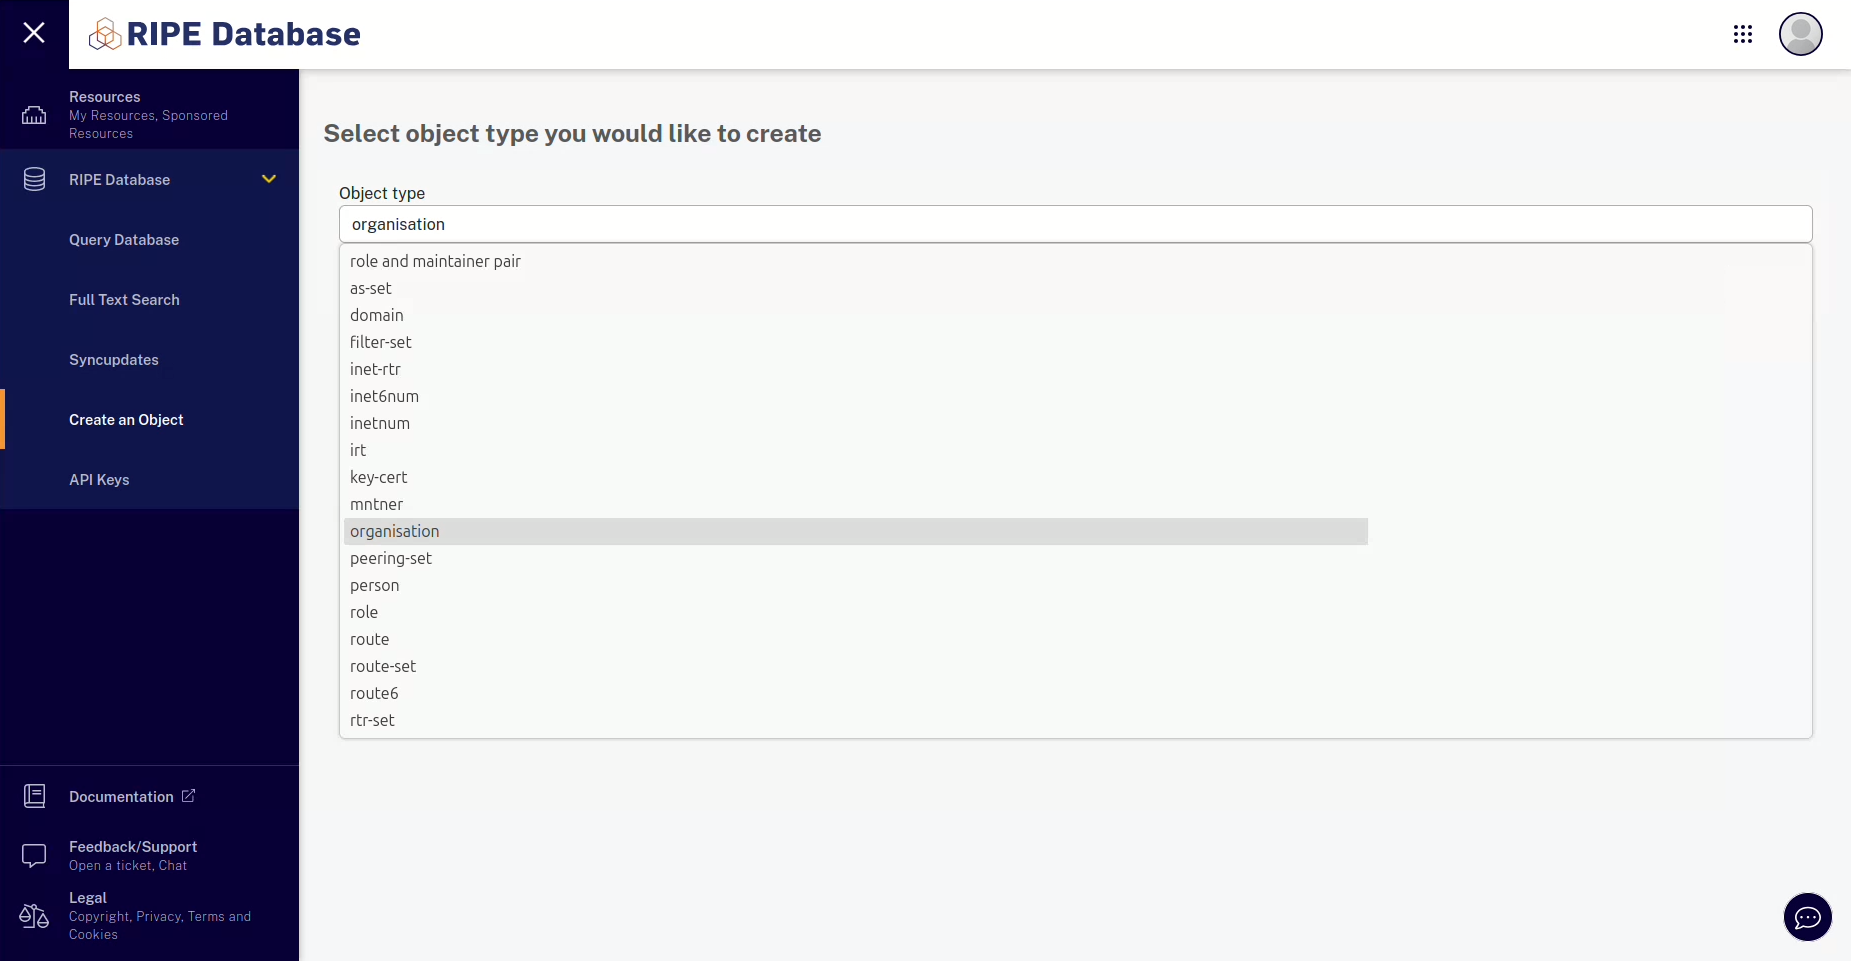 RIPE Database
Resources
My Resources, Sponsored
Resources
RIPE Database
Query Database
Full Text Search
Syncupdates
Create an Object
API Keys
Documentation
Feedback/Support
Open a ticket, Chat
Legal
Copyright, Privacy, Terms and
Cookies
Select object type you would like to create
Object type
organisation
role and maintainer pair
as-set
domain
filter-set
inet-rtr
inet6num
inetnum
irt
key-cert
mntner
organisation
peering-set
person
role
route
route-set
route6
rtr-set